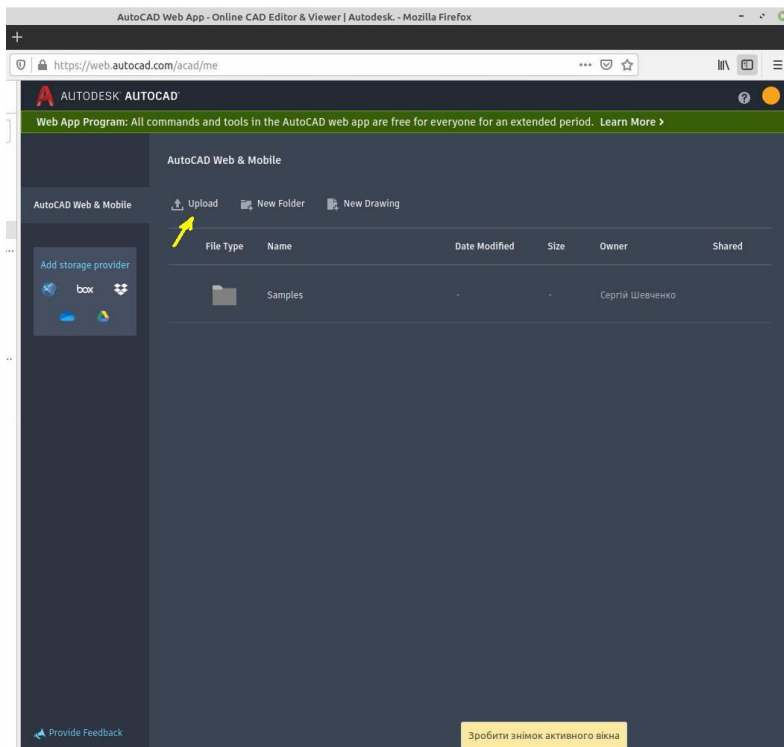 AutoCAD Web App - Online CAD Editor & Viewer | Autodesk. - Mozilla Firefox
https://web.autocad.com/acad/me
AUTODESK® AUTOCAD®
Web App Program: All commands and tools in the AutoCAD web app are free for everyone for an extended period. Learn More >
AutoCAD Web & Mobile
AutoCAD Web & Mobile
Upload New Folder New Drawing
File Type Name Date Modified Size Owner Shared
Add storage provider
box
Samples - - Сергій Шевченко
Provide Feedback
Зробити знімок активного вікна